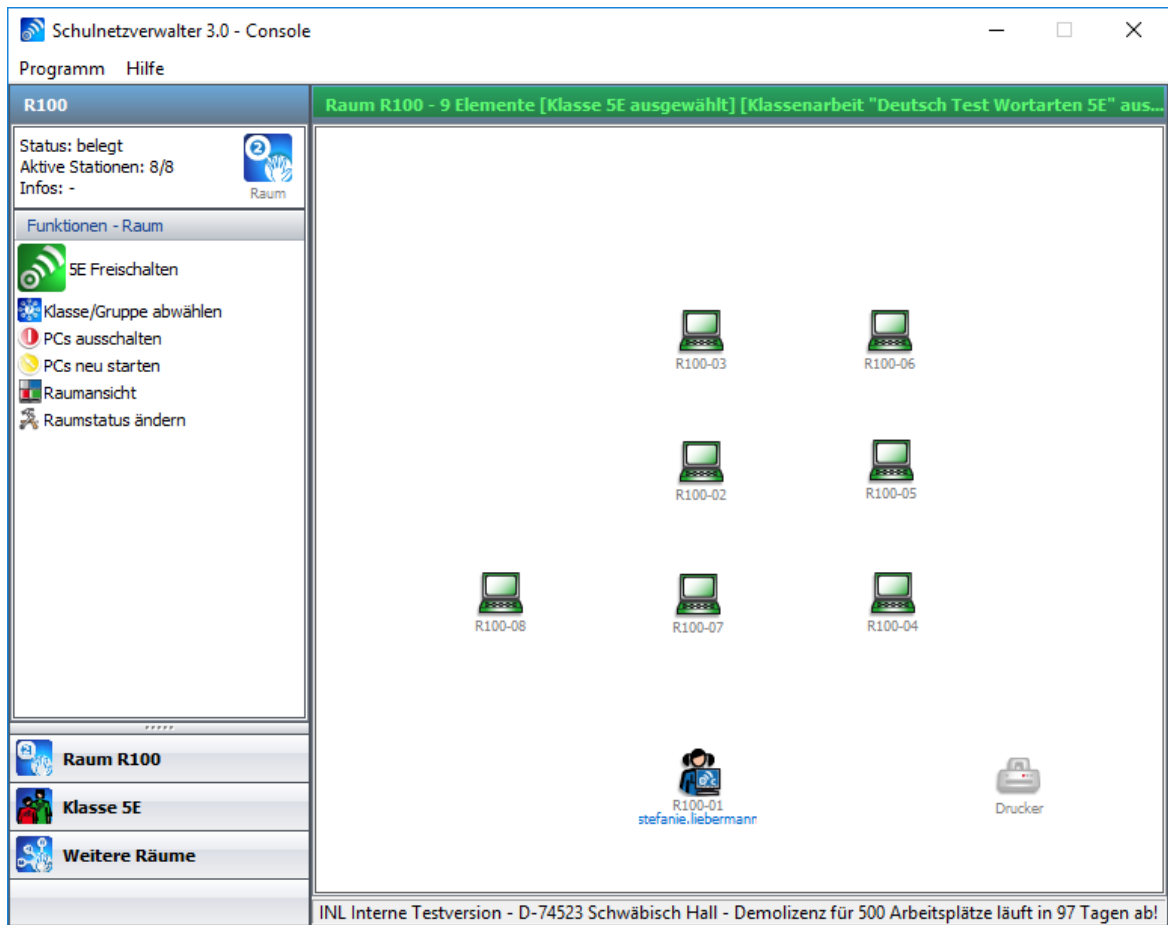 Schulnetzverwalter 3.0 - Console
Programm Hilfe
R100
Raum R100 - 9 Elemente [Klasse 5E ausgewählt] [Klassenarbeit "Deutsch Test Wortarten 5E" aus...
Status: belegt
Aktive Stationen: 8/8
Infos: -
2
Raum
Funktionen - Raum
5E Freischalten
Klasse/Gruppe abwählen
PCs ausschalten
PCs neu starten
Raumansicht
Raumstatus ändern
R100-03
R100-06
R100-02
R100-05
R100-08
R100-07
R100-04
R100-01
stefanie.liebermann
Drucker
Raum R100
Klasse 5E
Weitere Räume
INL Interne Testversion - D-74523 Schwäbisch Hall - Demolizenz für 500 Arbeitsplätze läuft in 97 Tagen ab!